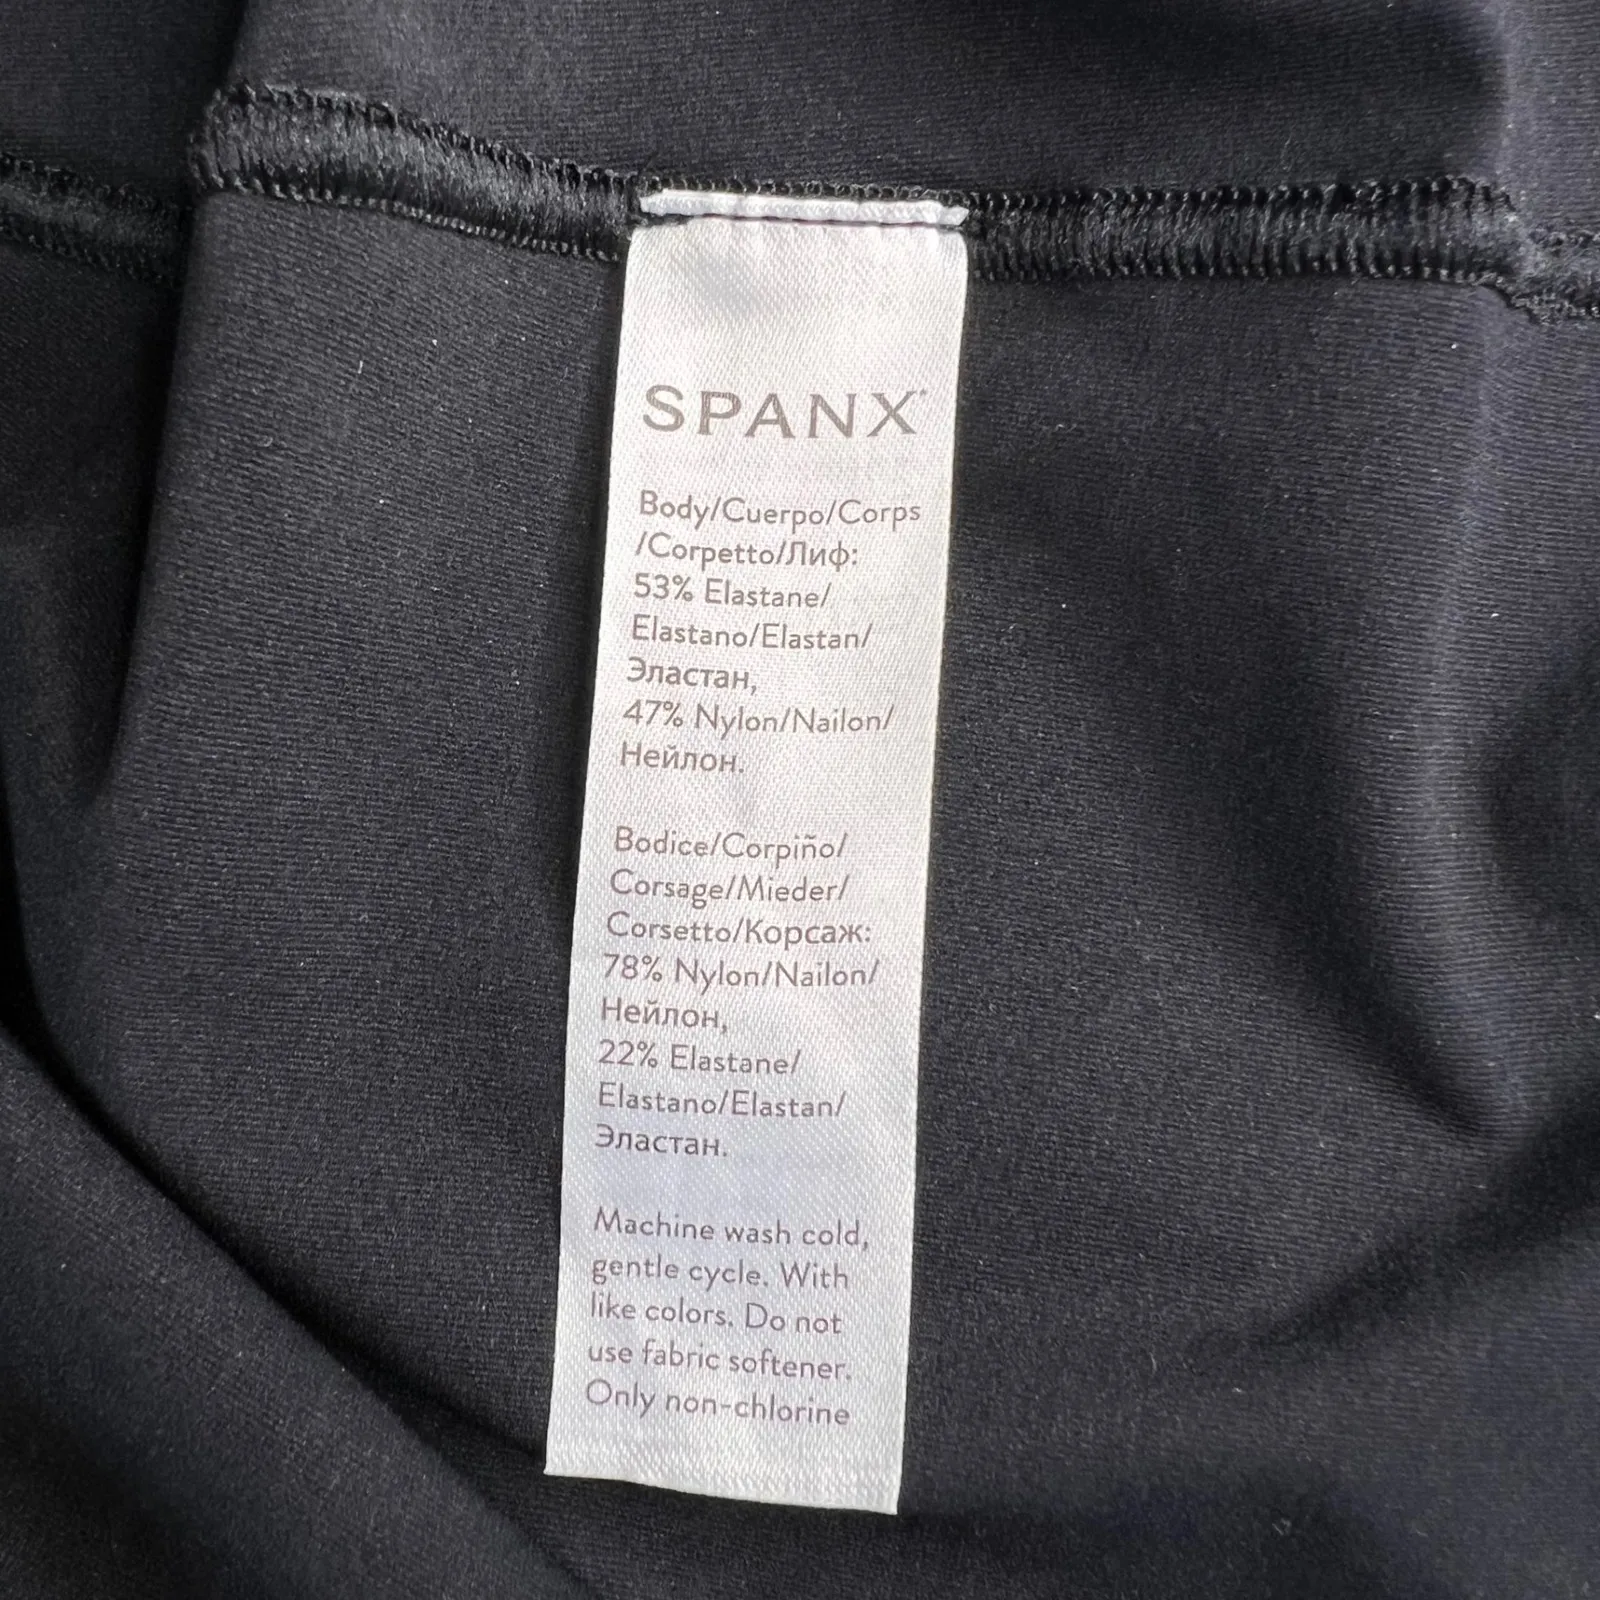 SPANX
Body/Cuerpo/Corps
/Corpetto/Лиф:
53% Elastane/
Elastano/Elastan/
Эластан,
47% Nylon/Nailon/
Нейлон.
Bodice/Corpiño/
Corsage/Mieder/
Corsetto/Корсаж:
78% Nylon/Nailon/
Нейлон,
22% Elastane/
Elastano/Elastan/
Эластан.
Machine wash cold,
gentle cycle. With
like colors. Do not
use fabric softener.
Only non-chlorine